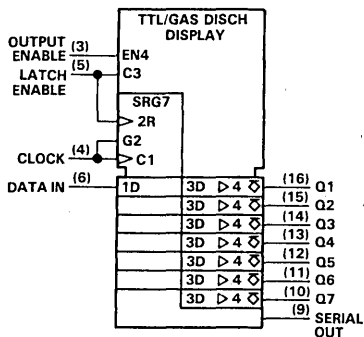 TTL/GAS DISCH
DISPLAY
OUTPUT
ENABLE
(3)
EN4
(5)
LATCH
ENABLE
C3
SRG7
2R
G2
CLOCK
(4)
C1
DATA IN
(6)
1D
3D ▷ 4 (16) Q1
3D ▷ 4 (15) Q2
3D ▷ 4 (14) Q3
3D ▷ 4 (13) Q4
3D ▷ 4 (12) Q5
3D ▷ 4 (11) Q6
3D ▷ 4 (10) Q7
(9)
SERIAL
OUT